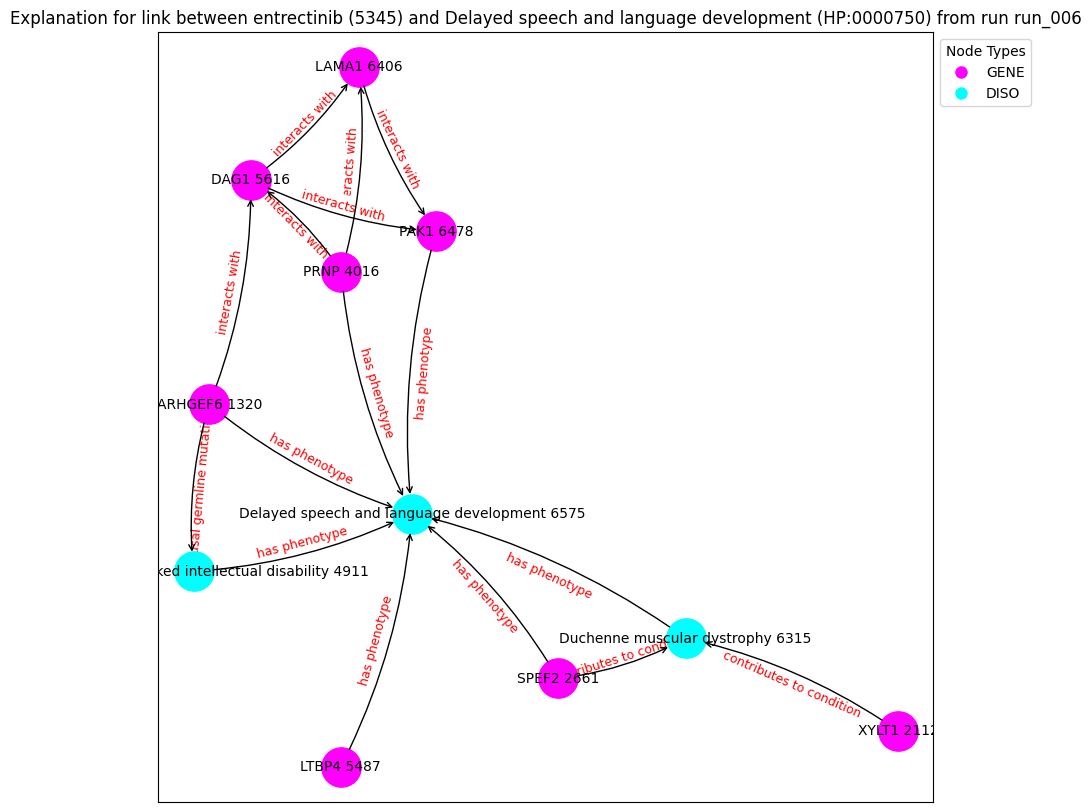 Explanation for link between entrectinib (5345) and Delayed speech and language development (HP:0000750) from run run_006
Node Types
GENE
DISO
LAMA1 6406
interacts with
interacts with
eracts with
DAG1 5616
interacts with
PAK1 6478
interacts with
PRNP 4016
interacts with
has phenotype
has phenotype
ARHGEF6 1320
has phenotype
sal germline mutati
Delayed speech and language development 6575
has phenotype
ked intellectual disability 4911
has phenotype
has phenotype
has phenotype
Duchenne muscular dystrophy 6315
ributes to cond
contributes to condition
SPEF2 2661
XYLT1 2112
LTBP4 5487